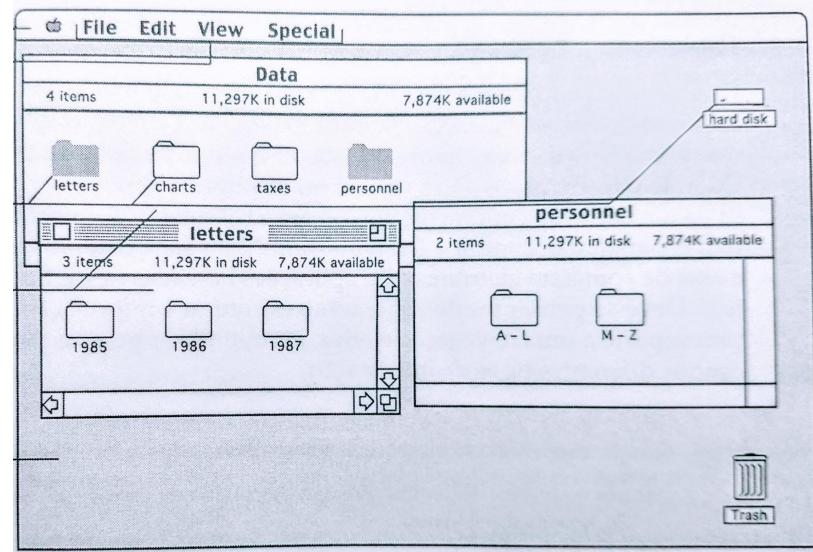 File Edit View Special
Data
4 items 11,297K in disk 7,874K available
hard disk
letters charts taxes personnel
letters
3 items 11,297K in disk 7,874K available
1985 1986 1987
personnel
2 items 11,297K in disk 7,874K available
A - L M - Z
Trash